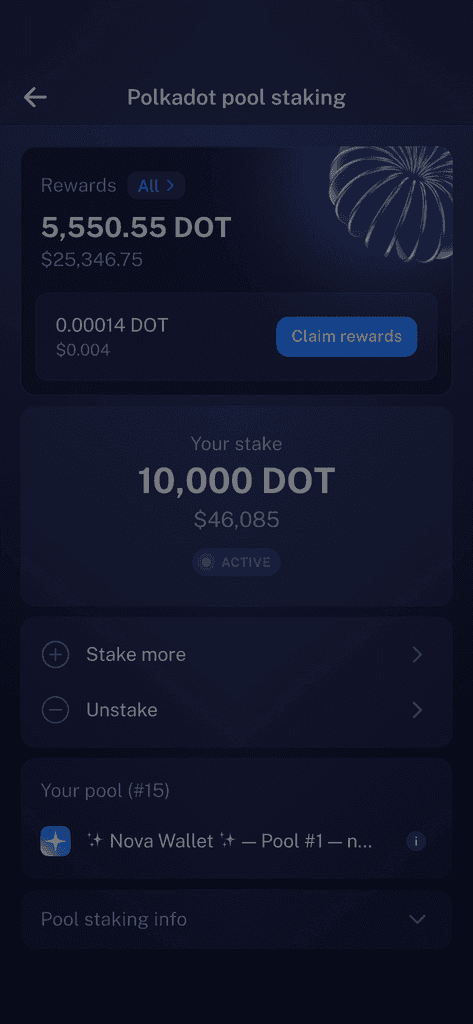 Polkadot pool staking
Rewards All
5,550.55 DOT
$25,346.75
0.00014 DOT
$0.004
Claim rewards
Your stake
10,000 DOT
$46,085
ACTIVE
Stake more
Unstake
Your pool (#15)
✨ Nova Wallet ✨ — Pool #1 — n...
Pool staking info